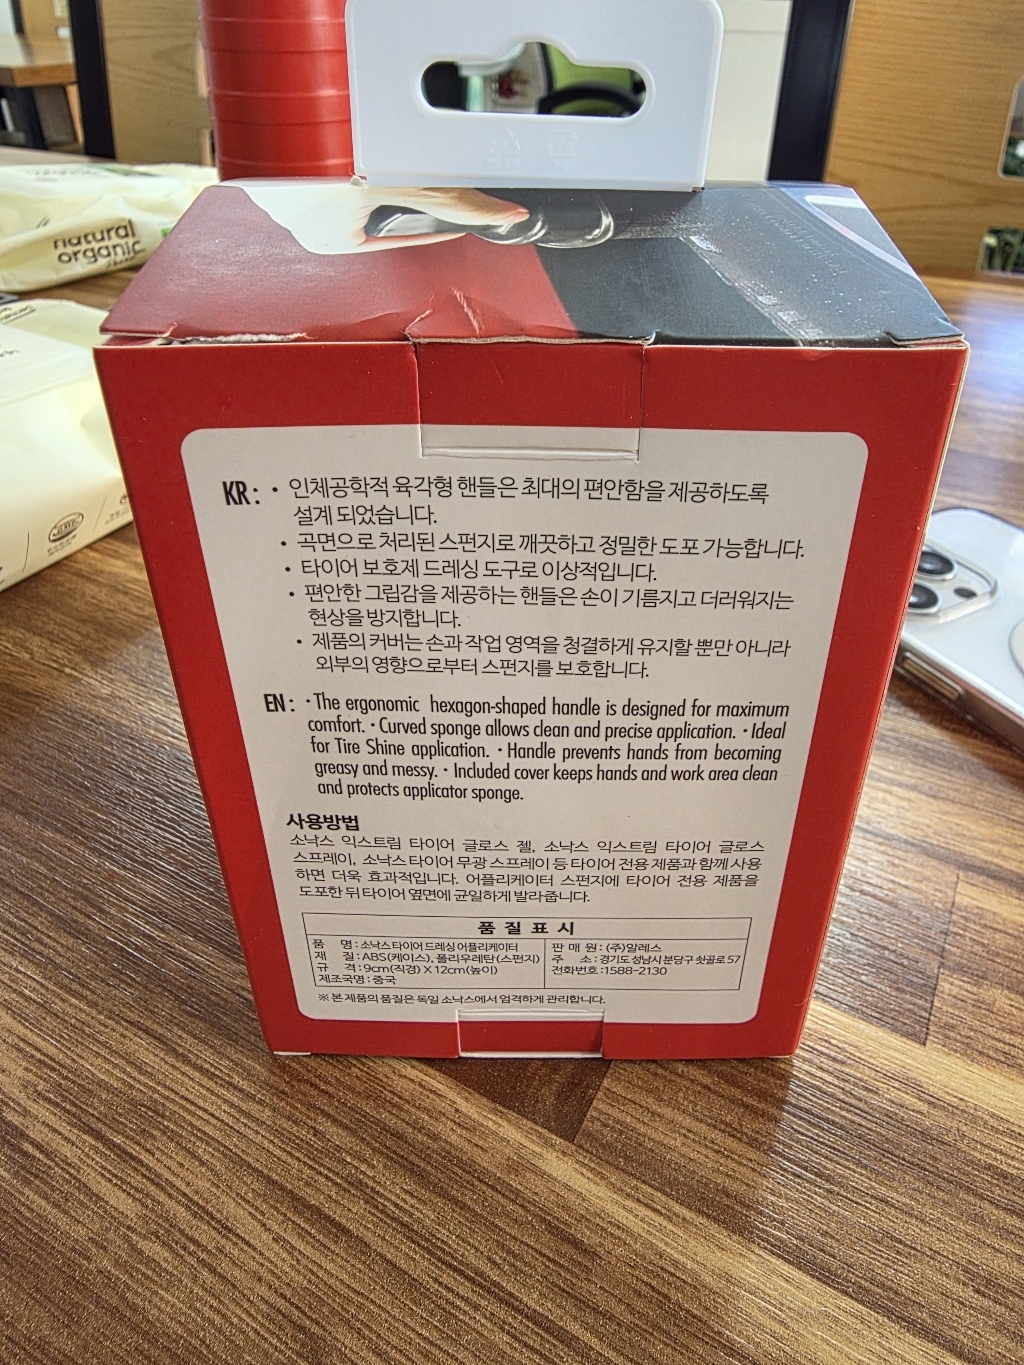 natural
organic
KR : • 인체공학적 육각형 핸들은 최대의 편안함을 제공하도록
설계 되었습니다.
• 곡면으로 처리된 스펀지로 깨끗하고 정밀한 도포 가능합니다.
• 타이어 보호제 드레싱 도구로 이상적입니다.
• 편안한 그립감을 제공하는 핸들은 손이 기름지고 더러워지는
현상을 방지합니다.
• 제품의 커버는 손과 작업 영역을 청결하게 유지할 뿐만 아니라
외부의 영향으로부터 스펀지를 보호합니다.
EN : • The ergonomic hexagon-shaped handle is designed for maximum
comfort. • Curved sponge allows clean and precise application. • Ideal
for Tire Shine application. • Handle prevents hands from becoming
greasy and messy. • Included cover keeps hands and work area clean
and protects applicator sponge.
사용방법
소낙스 익스트림 타이어 글로스 젤, 소낙스 익스트림 타이어 글로스
스프레이, 소낙스 타이어 무광 스프레이 등 타이어 전용 제품과 함께 사용
하면 더욱 효과적입니다. 어플리케이터 스펀지에 타이어 전용 제품을
도포한 뒤 타이어 옆면에 균일하게 발라줍니다.
품 질 표 시
품 명 : 소낙스 타이어 드레싱 어플리케이터
재 질 : ABS(케이스), 폴리우레탄(스펀지)
규 격 : 9cm(직경) X 12cm(높이)
제조국명 : 중국
판 매 원 : (주)알레스
주 소 : 경기도 성남시 분당구 쇳골로 57
전화번호 : 1588-2130
※ 본 제품의 품질은 독일 소낙스에서 엄격하게 관리합니다.